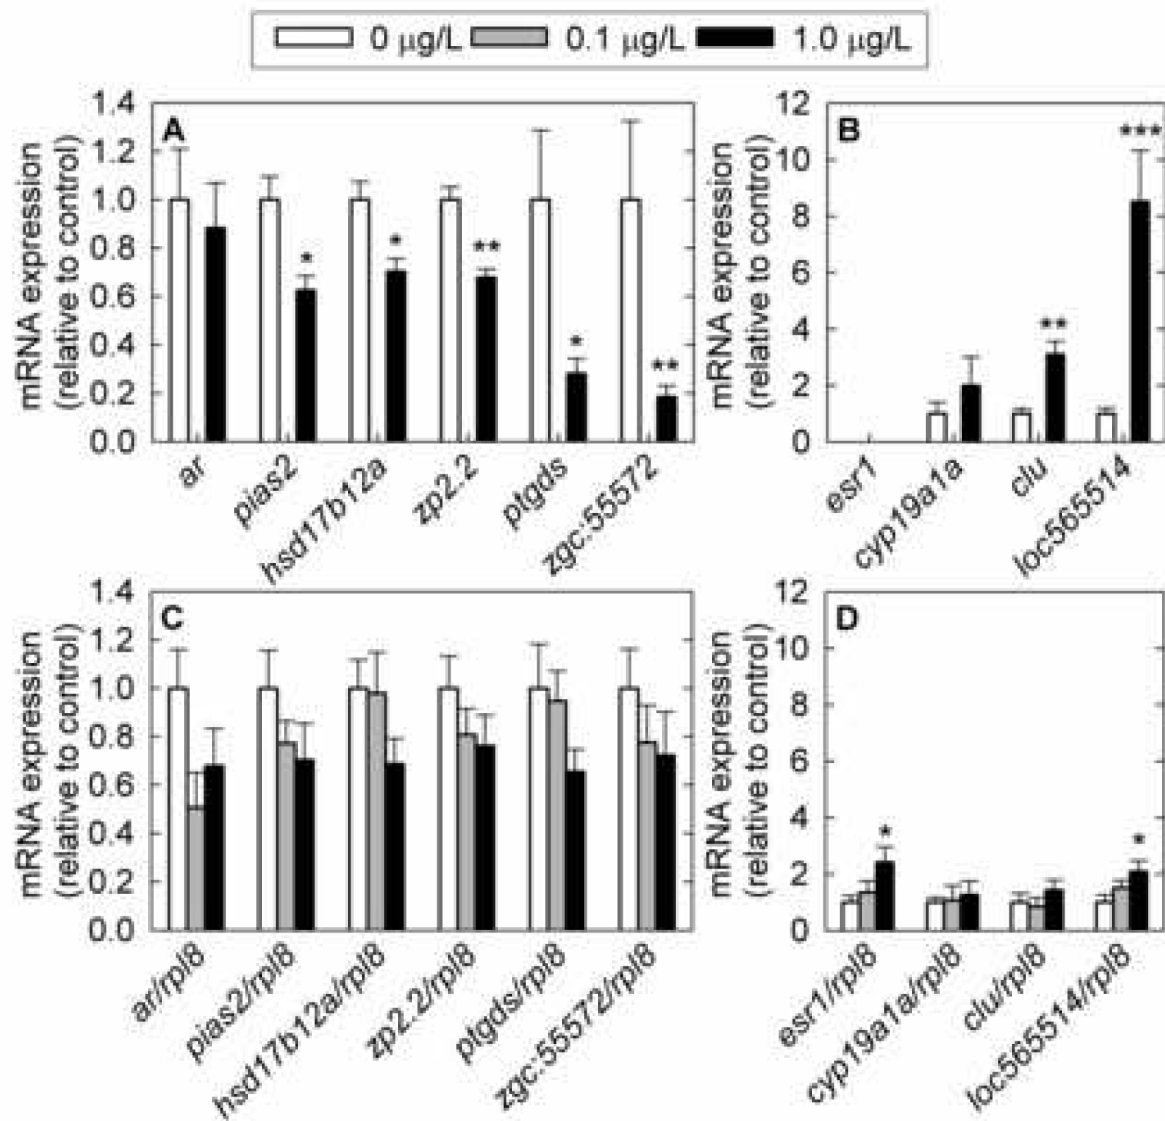 0 μg/L 0.1 μg/L 1.0 μg/L
A
mRNA expression
(relative to control)
1.4
1.2
1.0
0.8
0.6
0.4
0.2
0.0
*
*
**
*
**
ar
pias2
hsd17b12a
zp2.2
ptgds
zgc:55572
B
mRNA expression
(relative to control)
12
10
8
6
4
2
0
**
***
esr1
cyp19a1a
clu
loc565514
C
mRNA expression
(relative to control)
1.4
1.2
1.0
0.8
0.6
0.4
0.2
0.0
ar/rpl8
pias2/rpl8
hsd17b12a/rpl8
zp2.2/rpl8
ptgds/rpl8
zgc:55572/rpl8
D
mRNA expression
(relative to control)
12
10
8
6
4
2
0
*
*
esr1/rpl8
cyp19a1a/rpl8
clu/rpl8
loc565514/rpl8